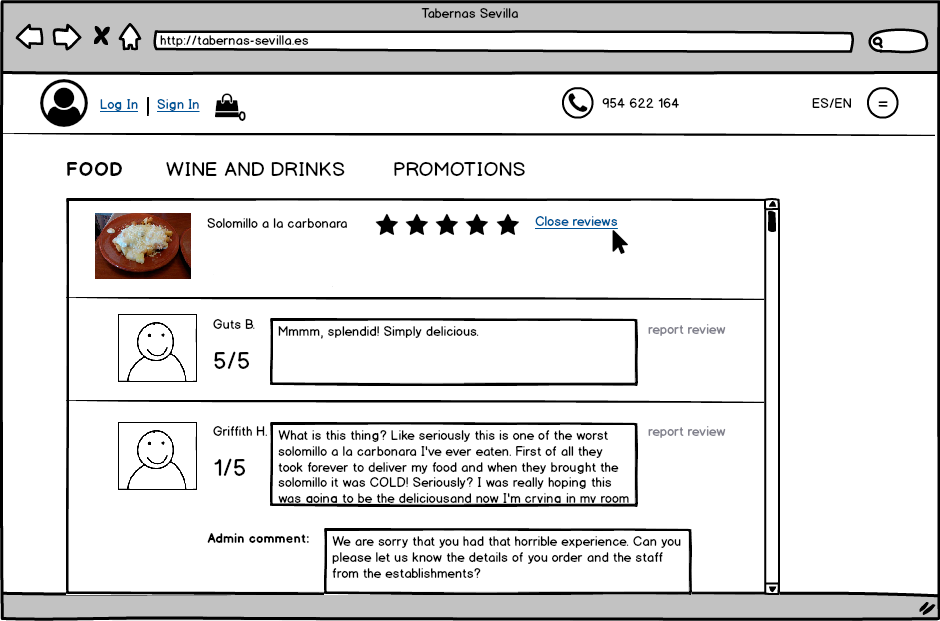 Tabernas Sevilla
http://tabernas-sevilla.es
Log In | Sign In
954 622 164
ES/EN
FOOD WINE AND DRINKS PROMOTIONS
Solomillo a la carbonara
Close reviews
Guts B.
5/5
Mmmm, splendid! Simply delicious.
report review
Griffith H.
1/5
What is this thing? Like seriously this is one of the worst
solomillo a la carbonara I've ever eaten. First of all they
took forever to deliver my food and when they brought the
solomillo it was COLD! Seriously? I was really hoping this
was going to be the deliciousand now I'm crying in my room
report review
Admin comment:
We are sorry that you had that horrible experience. Can you
please let us know the details of you order and the staff
from the establishments?